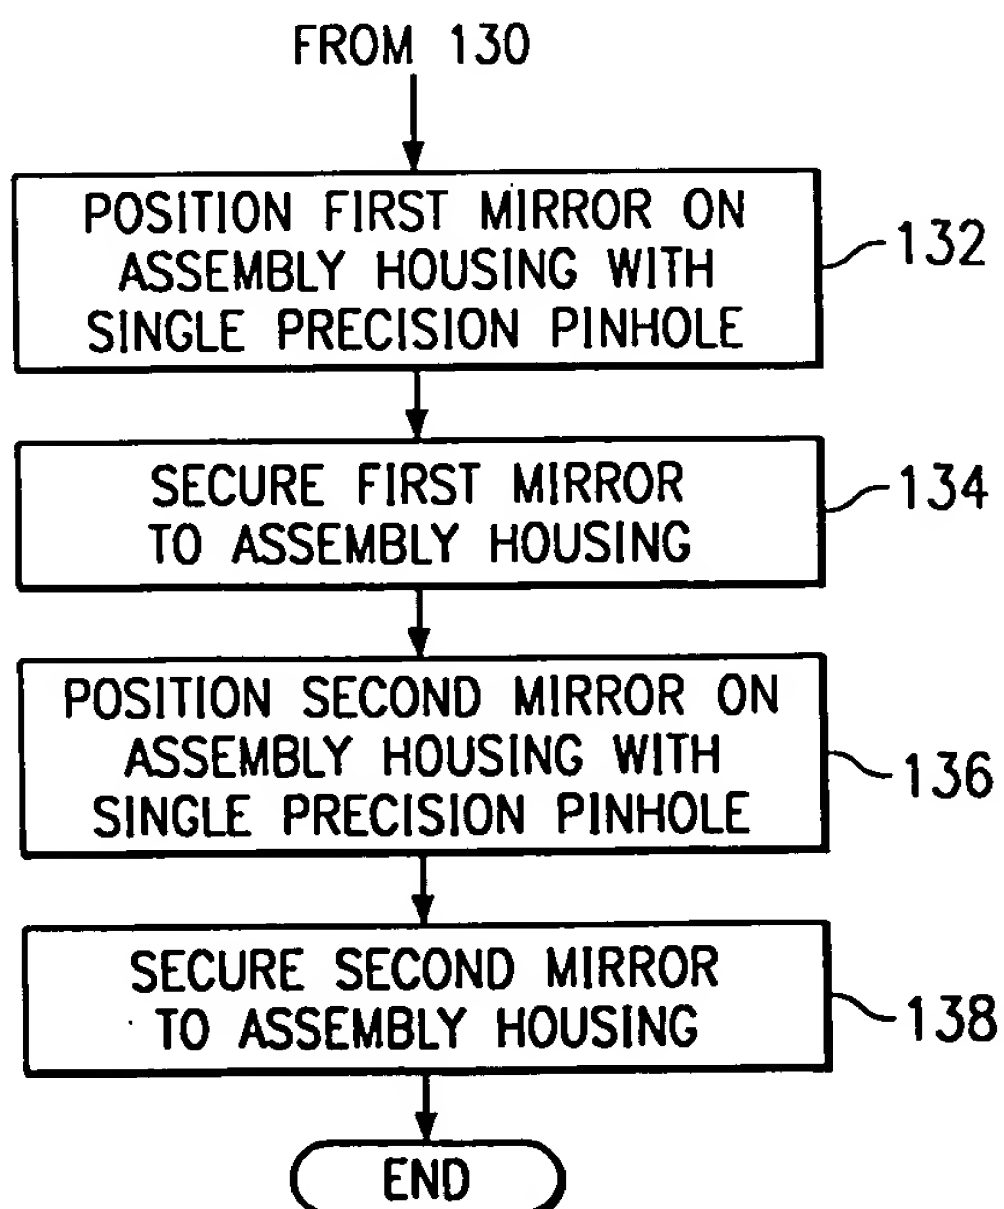 FROM 130
POSITION FIRST MIRROR ON
ASSEMBLY HOUSING WITH
SINGLE PRECISION PINHOLE
132
SECURE FIRST MIRROR
TO ASSEMBLY HOUSING
134
POSITION SECOND MIRROR ON
ASSEMBLY HOUSING WITH
SINGLE PRECISION PINHOLE
136
SECURE SECOND MIRROR
TO ASSEMBLY HOUSING
138
END